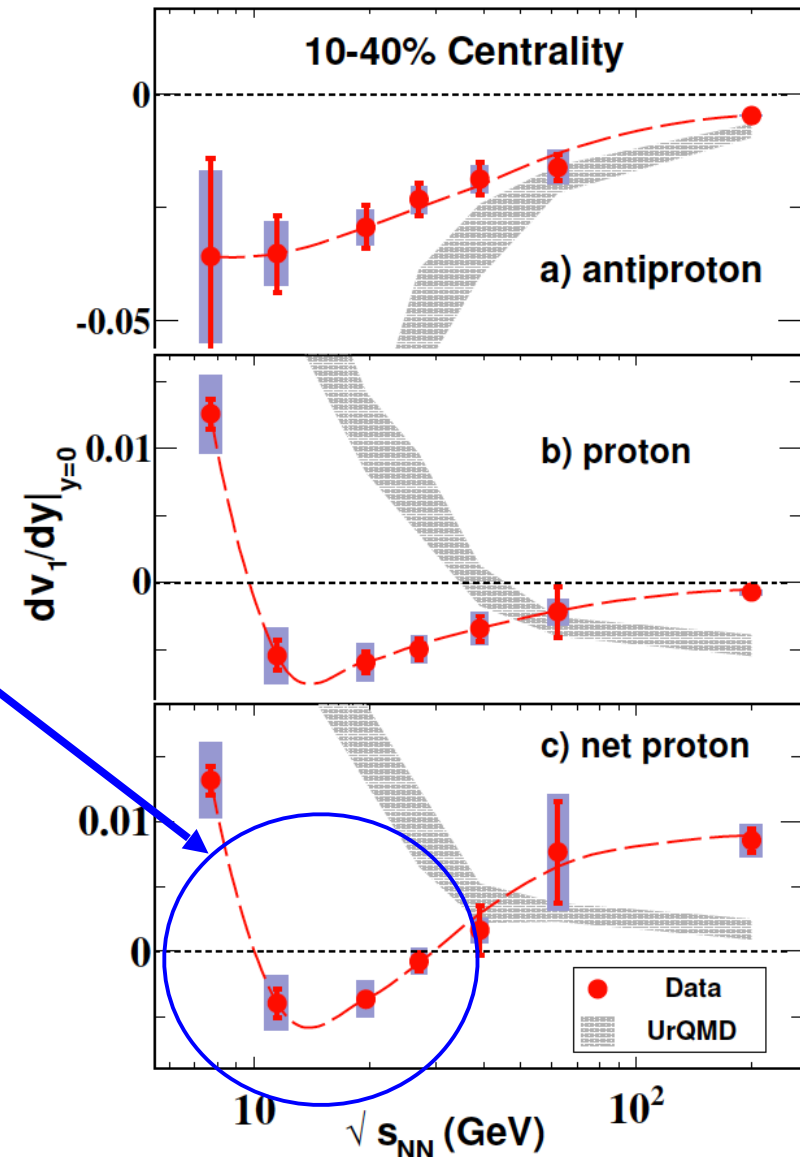 10-40% Centrality
0
a) antiproton
-0.05
b) proton
0.01
0
dv1/dy|y=0
c) net proton
0.01
0
Data
UrQMD
10
10²
√ sNN (GeV)